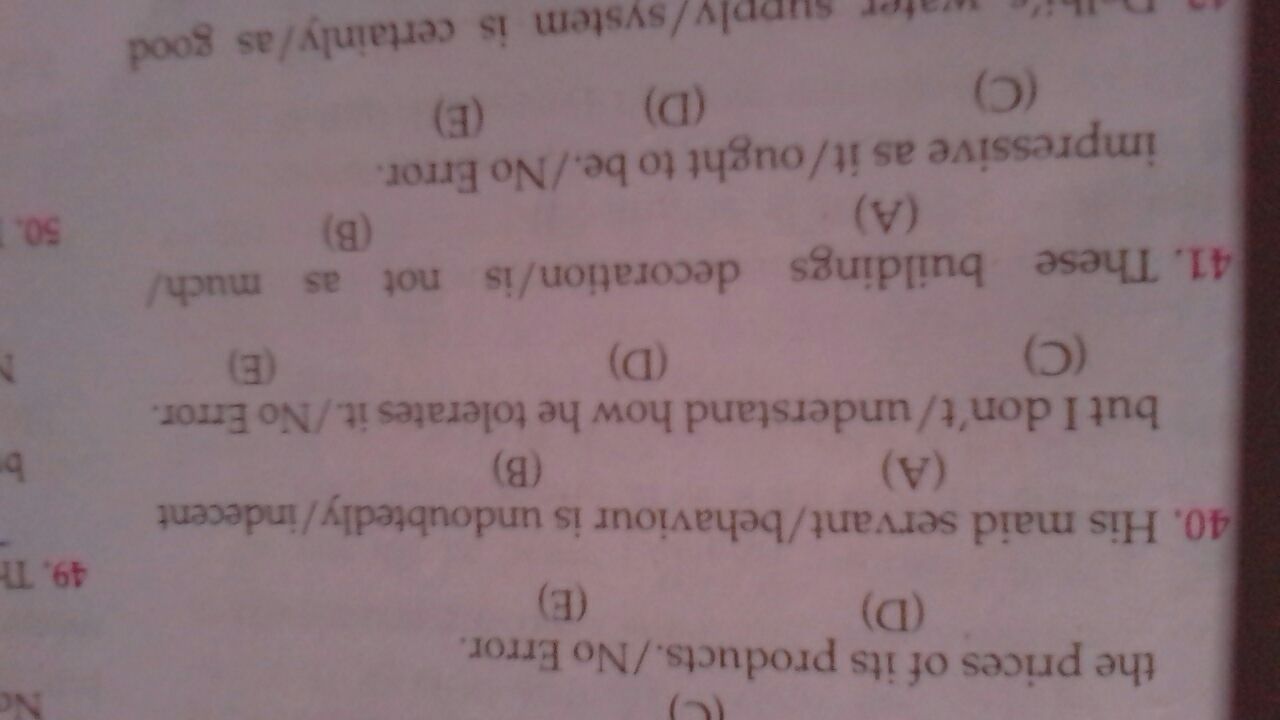 (C)
the prices of its products./No Error.
(D) (E)
40. His maid servant/behaviour is undoubtedly/indecent
(A) (B)
but I don't/understand how he tolerates it./No Error.
(C) (D) (E)
41. These buildings decoration/is not as much/
(A) (B)
impressive as it/ought to be./No Error.
(C) (D) (E)
water supply/system is certainly/as good
No
49. Th
50.